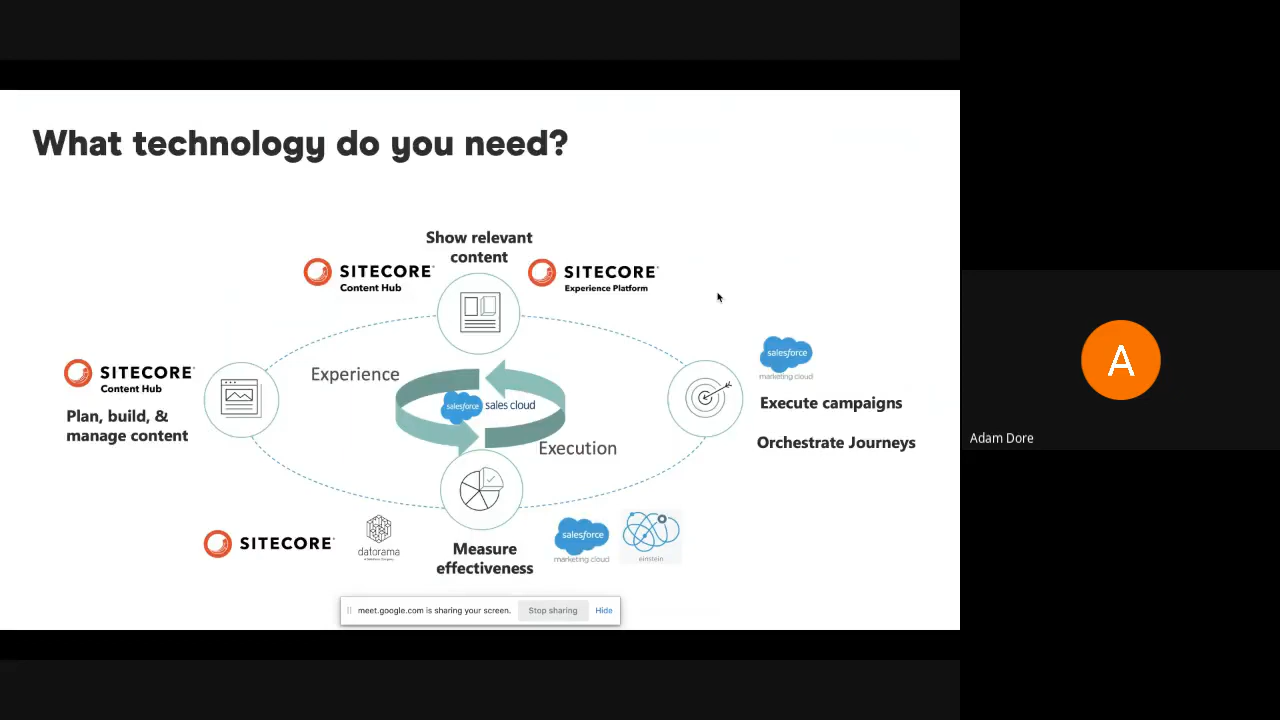 What technology do you need?
Show relevant
content
SITECORE
Content Hub
SITECORE
Experience Platform
SITECORE
Content Hub
Plan, build, &
manage content
Experience
salesforce
sales cloud
Execution
salesforce
marketing cloud
Execute campaigns
Orchestrate Journeys
SITECORE
datorama
Measure
effectiveness
salesforce
marketing cloud
einstein
meet.google.com is sharing your screen.
Stop sharing
Hide
A
Adam Dore